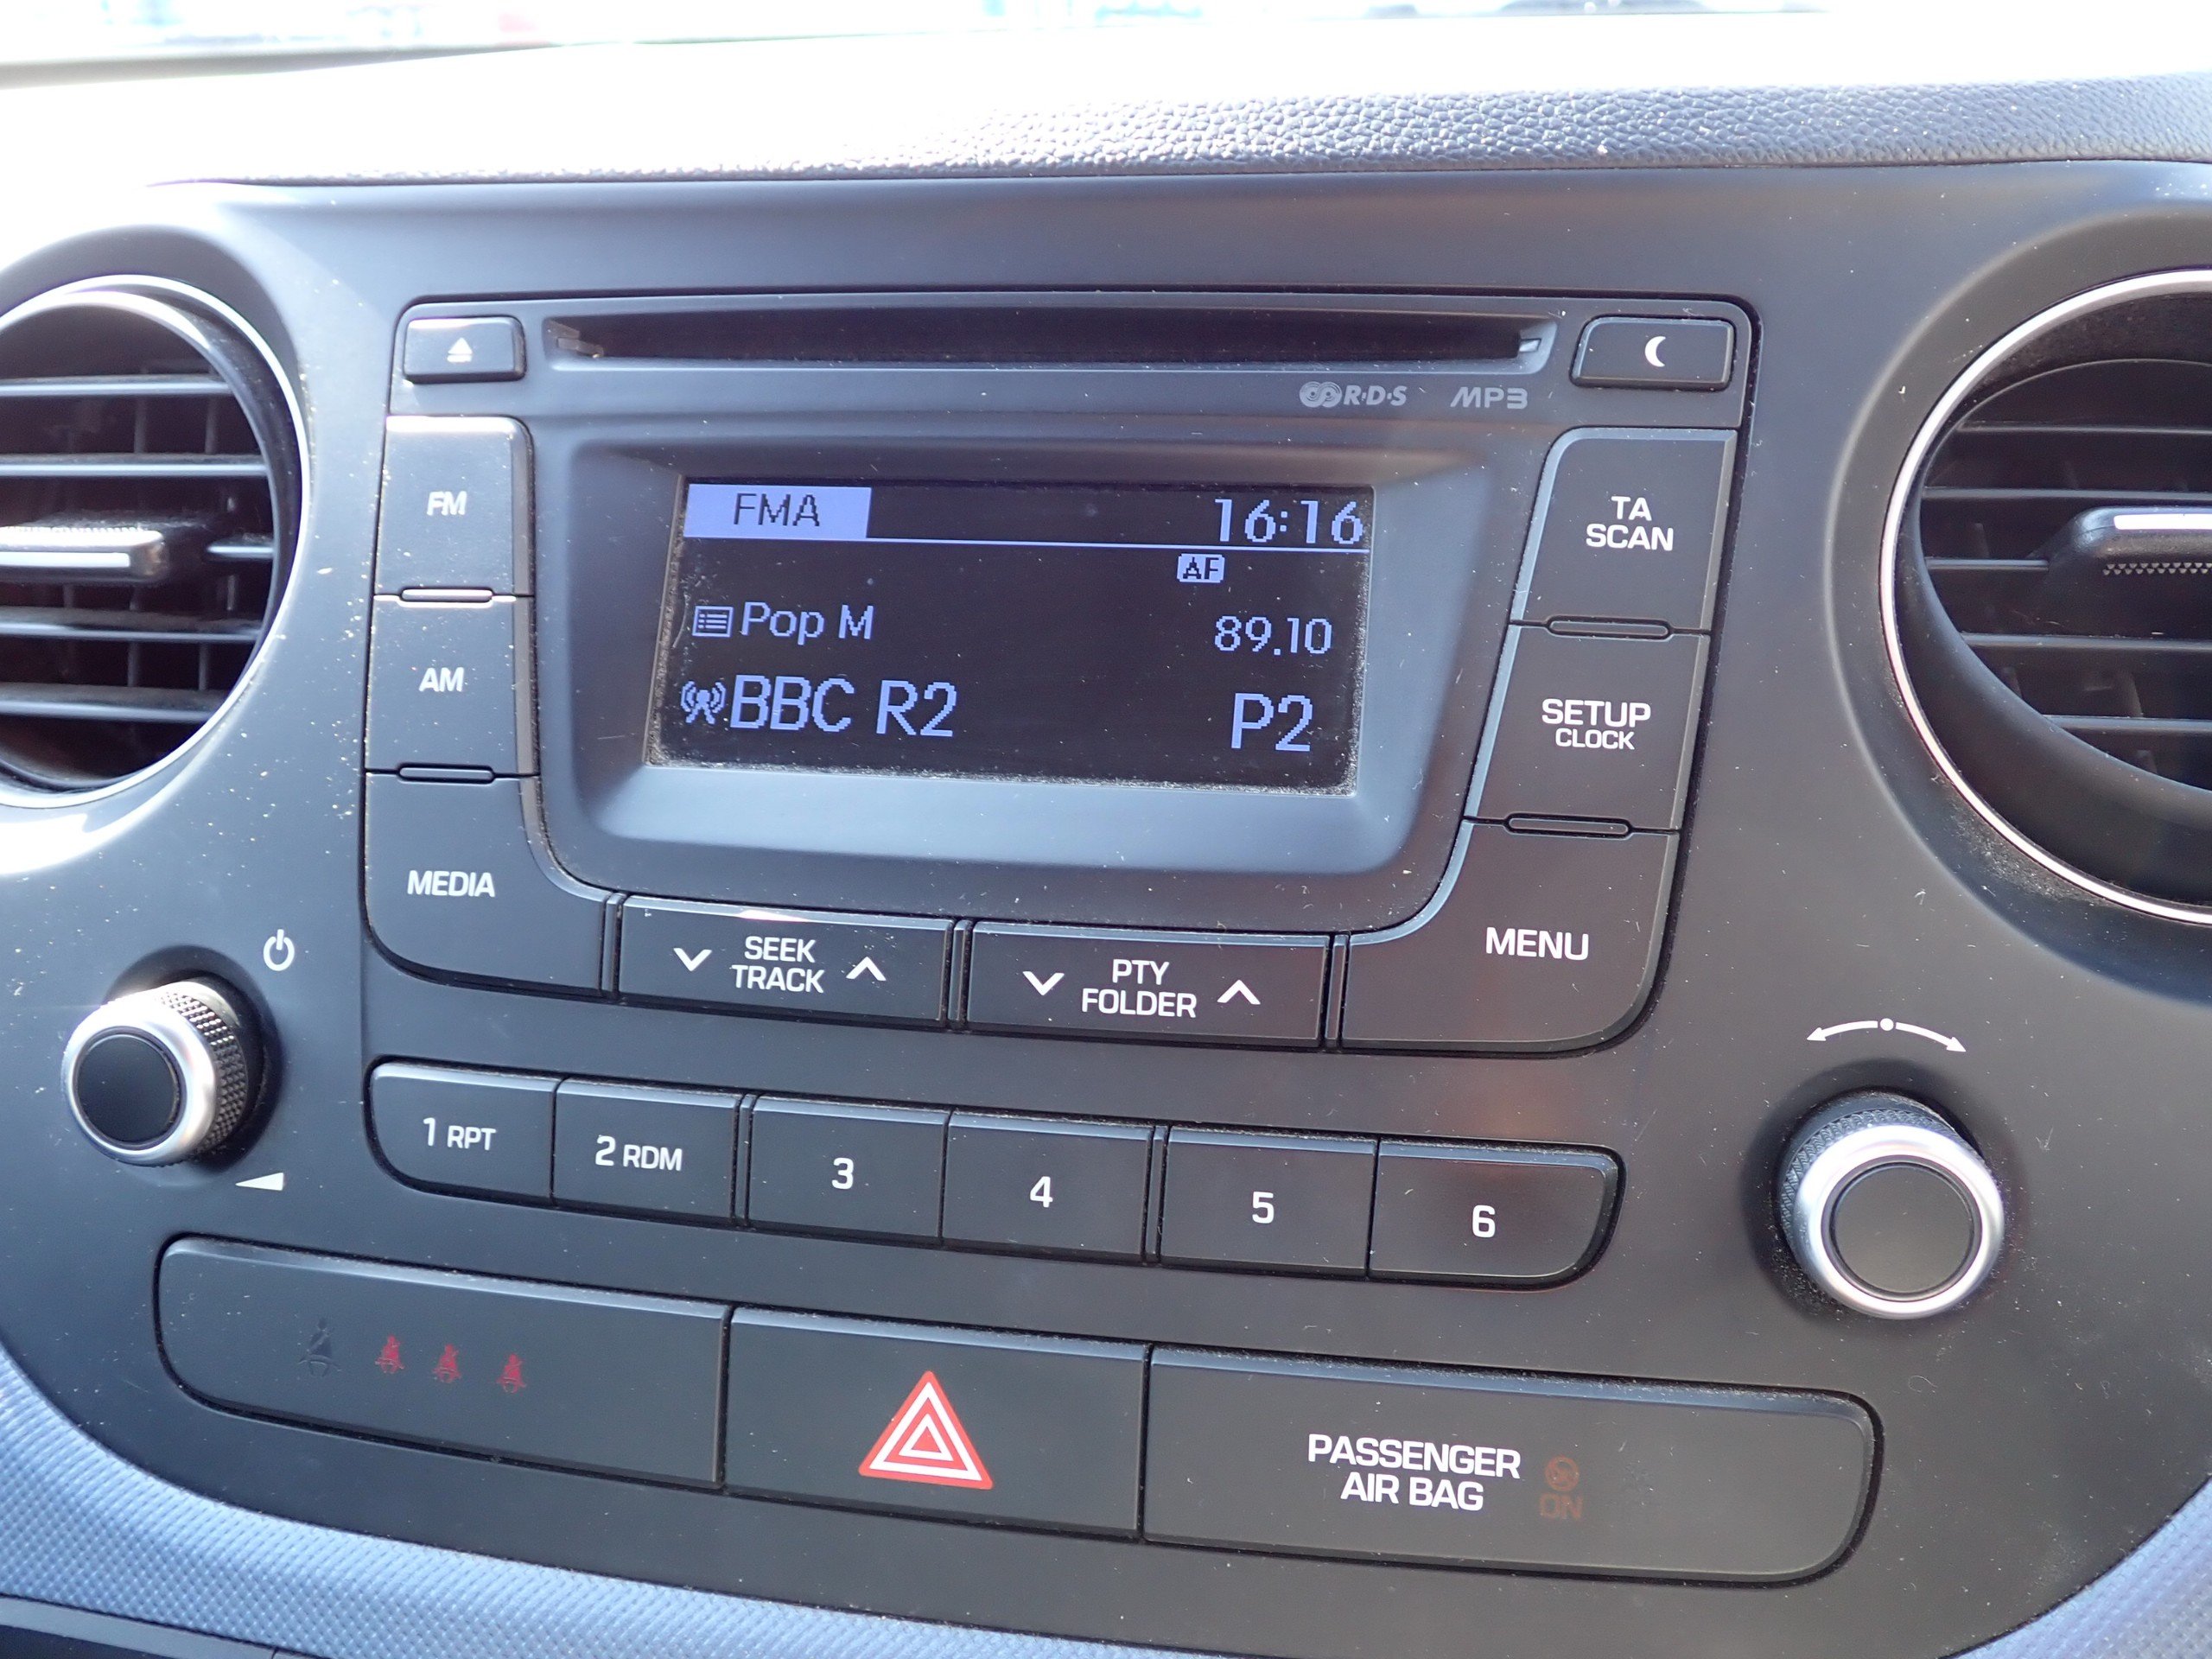 R·D·S MP3
FM
FMA 16:16
TA
SCAN
AF
Pop M 89.10
AM
BBC R2 P2
SETUP
CLOCK
MEDIA
SEEK
TRACK
PTY
FOLDER
MENU
1 RPT
2 RDM
3
4
5
6
PASSENGER
AIR BAG
ON